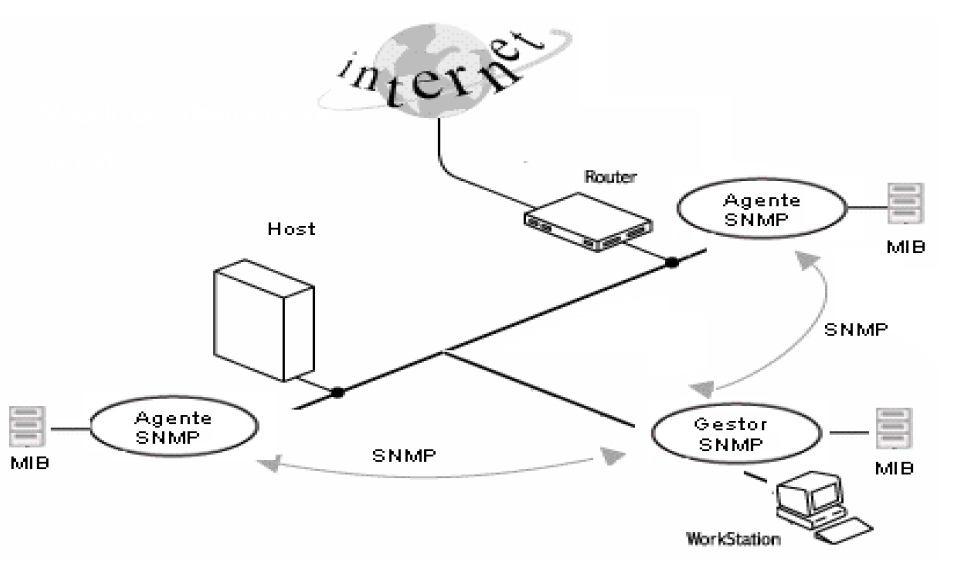 internet
Router
Agente
SNMP
MIB
Host
SNMP
Agente
SNMP
MIB
SNMP
Gestor
SNMP
MIB
WorkStation